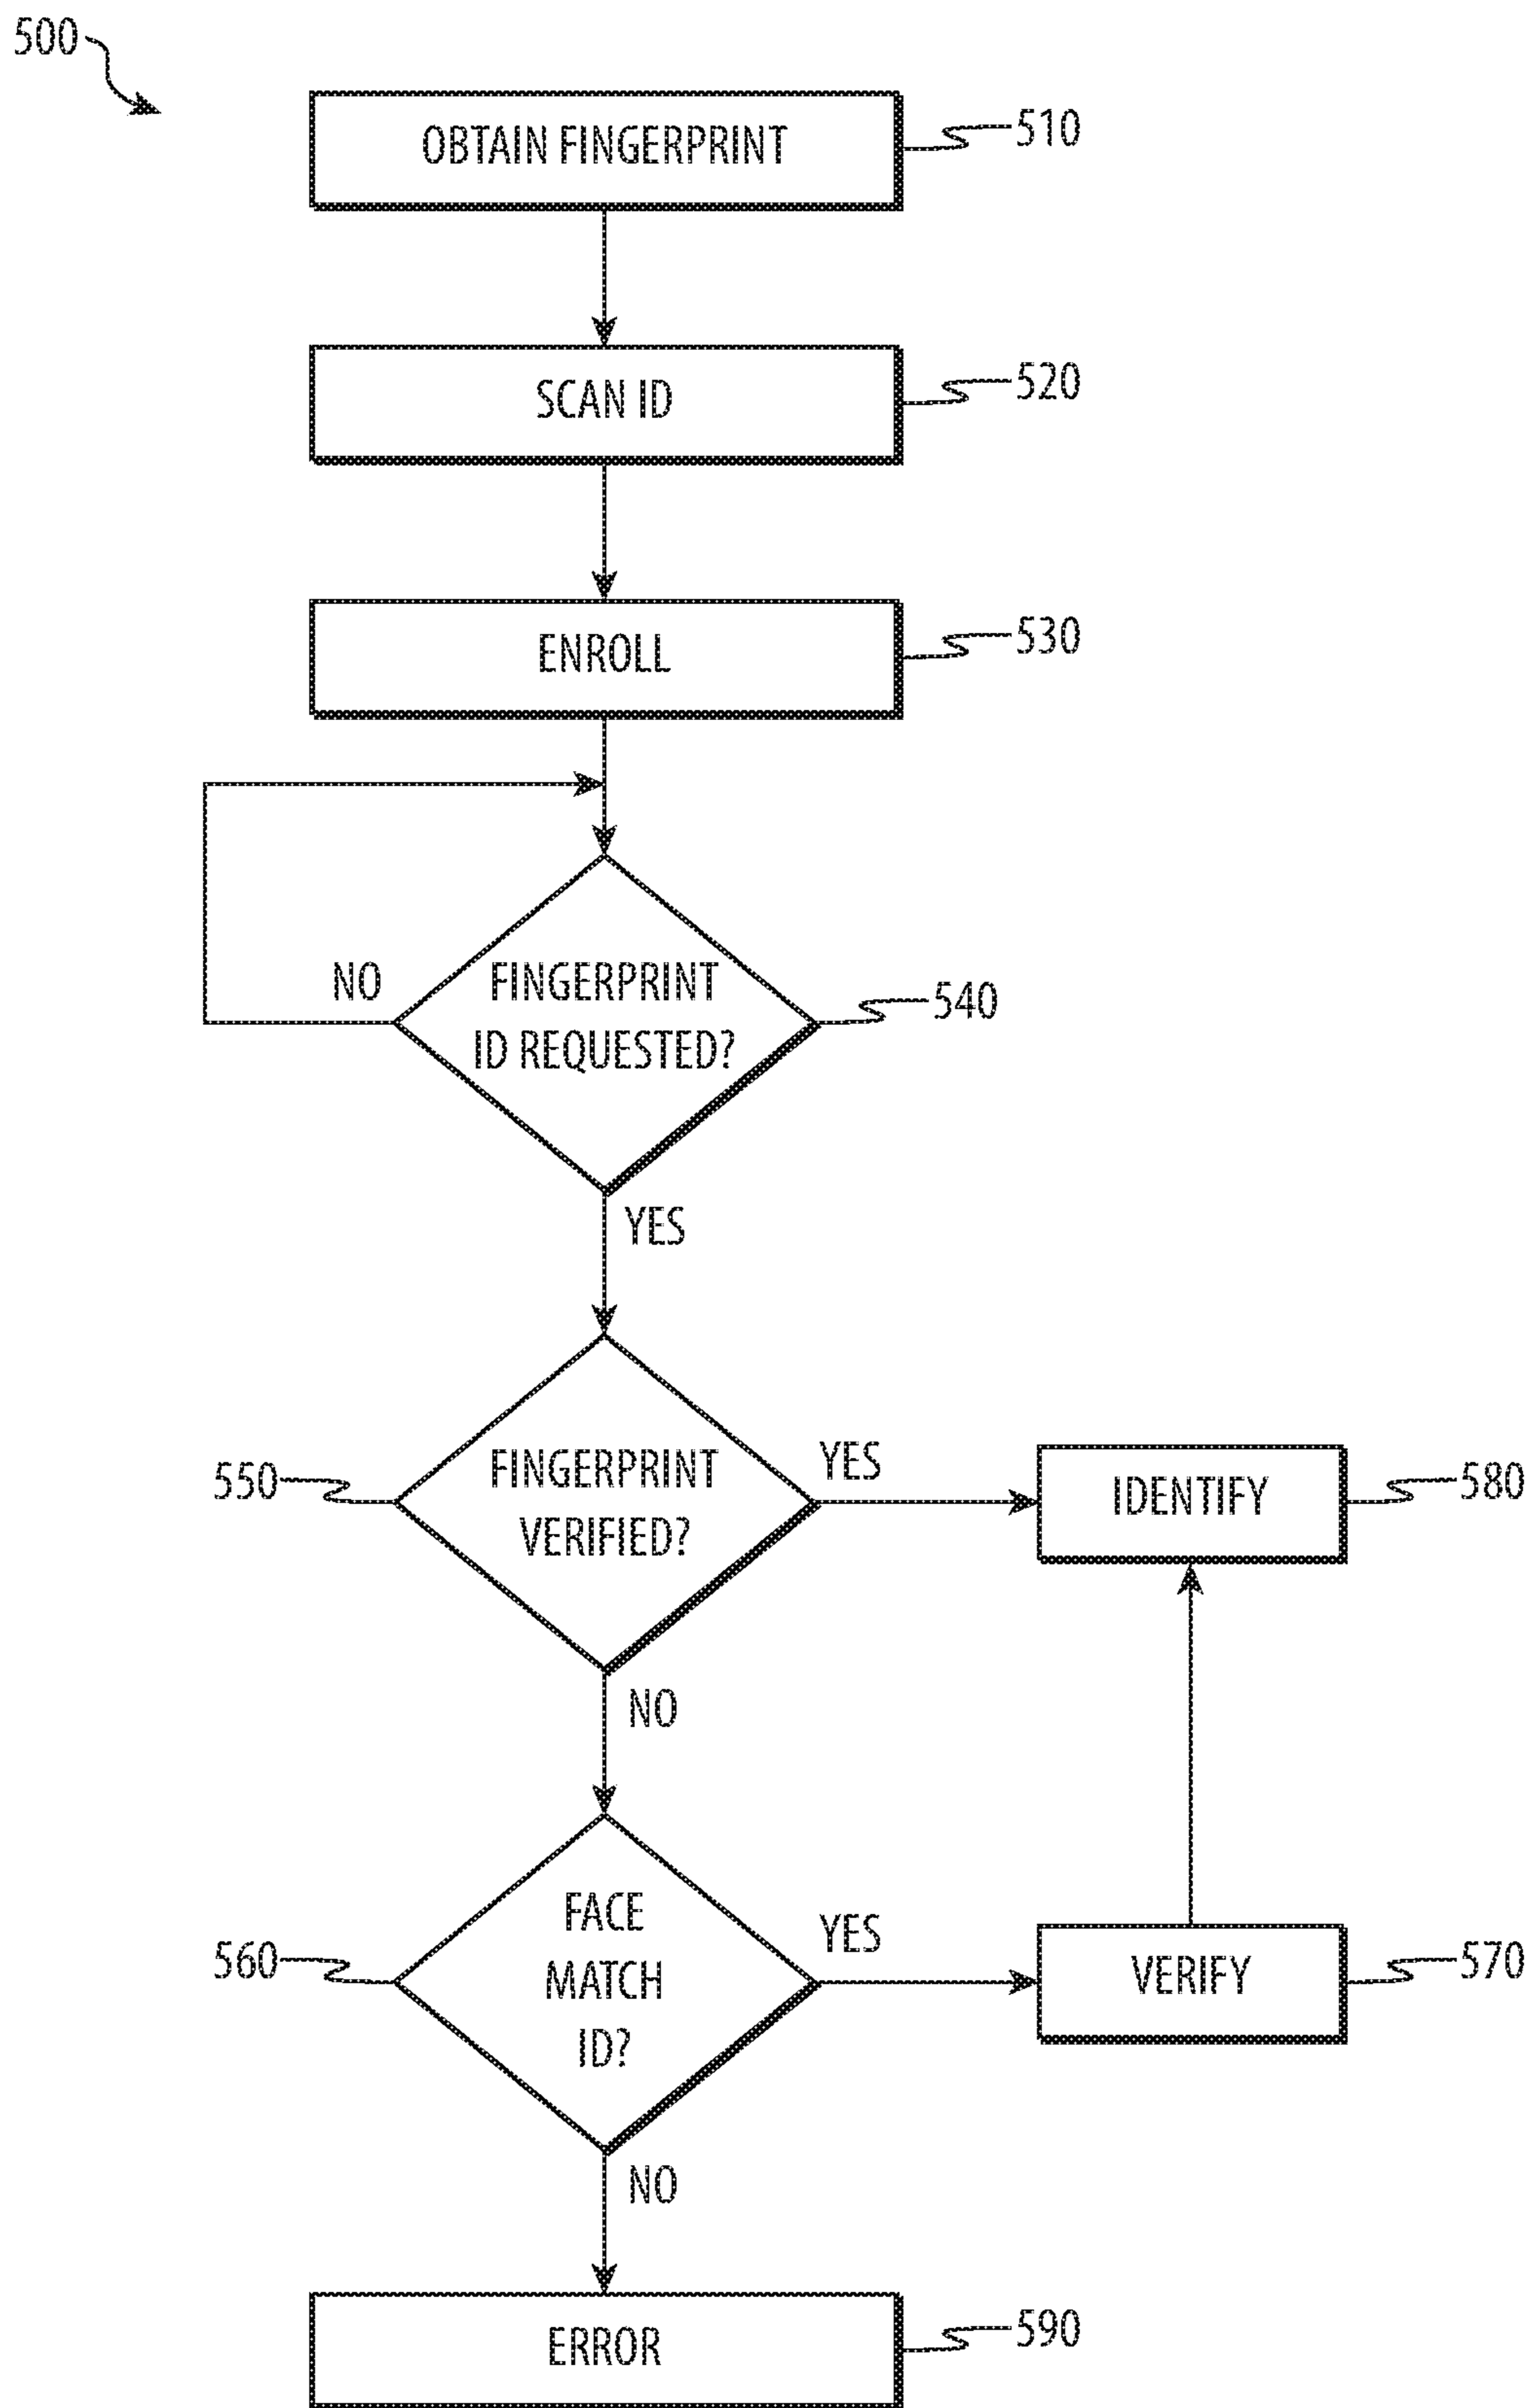 500
OBTAIN FINGERPRINT
510
SCAN ID
520
ENROLL
530
NO
FINGERPRINT
ID REQUESTED?
540
YES
550
FINGERPRINT
VERIFIED?
YES
IDENTIFY
580
NO
560
FACE
MATCH
ID?
YES
VERIFY
570
NO
ERROR
590